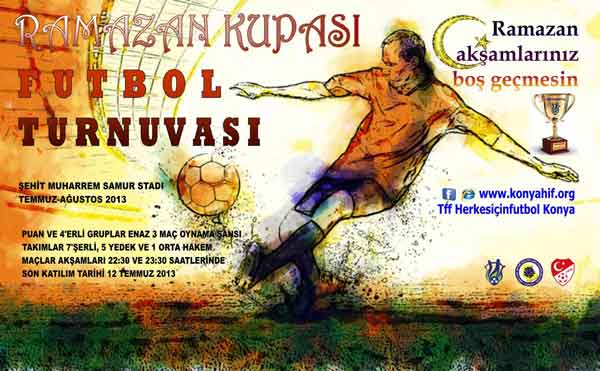 RAMAZAN KUPASI
FUTBOL
TURNUVASI
Ramazan
akşamlarınız
boş geçmesin
ŞEHİT MUHARREM SAMUR STADI
TEMMUZ-AĞUSTOS 2013
www.konyahif.org
Tff Herkesiçinfutbol Konya
PUAN VE 4'ERLİ GRUPLAR ENAZ 3 MAÇ OYNAMA ŞANSI
TAKIMLAR 7'ŞERLİ, 5 YEDEK VE 1 ORTA HAKEM
MAÇLAR AKŞAMLARI 22:30 VE 23:30 SAATLERİNDE
SON KATILIM TARİHİ 12 TEMMUZ 2013